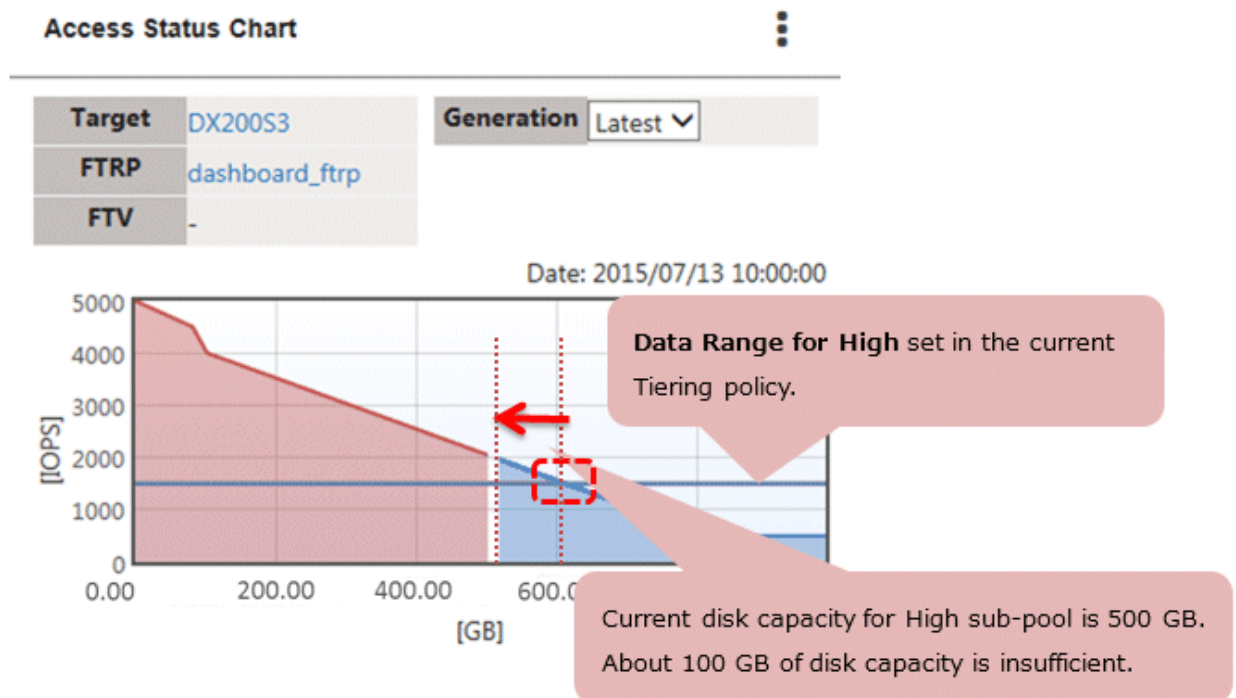 Access Status Chart
Target DX200S3 Generation Latest
FTRP dashboard_ftrp
FTV -
Date: 2015/07/13 10:00:00
5000
4000
3000
2000
1000
0
[IOPS]
0.00 200.00 400.00 600.0
[GB]
Data Range for High set in the current
Tiering policy.
Current disk capacity for High sub-pool is 500 GB.
About 100 GB of disk capacity is insufficient.